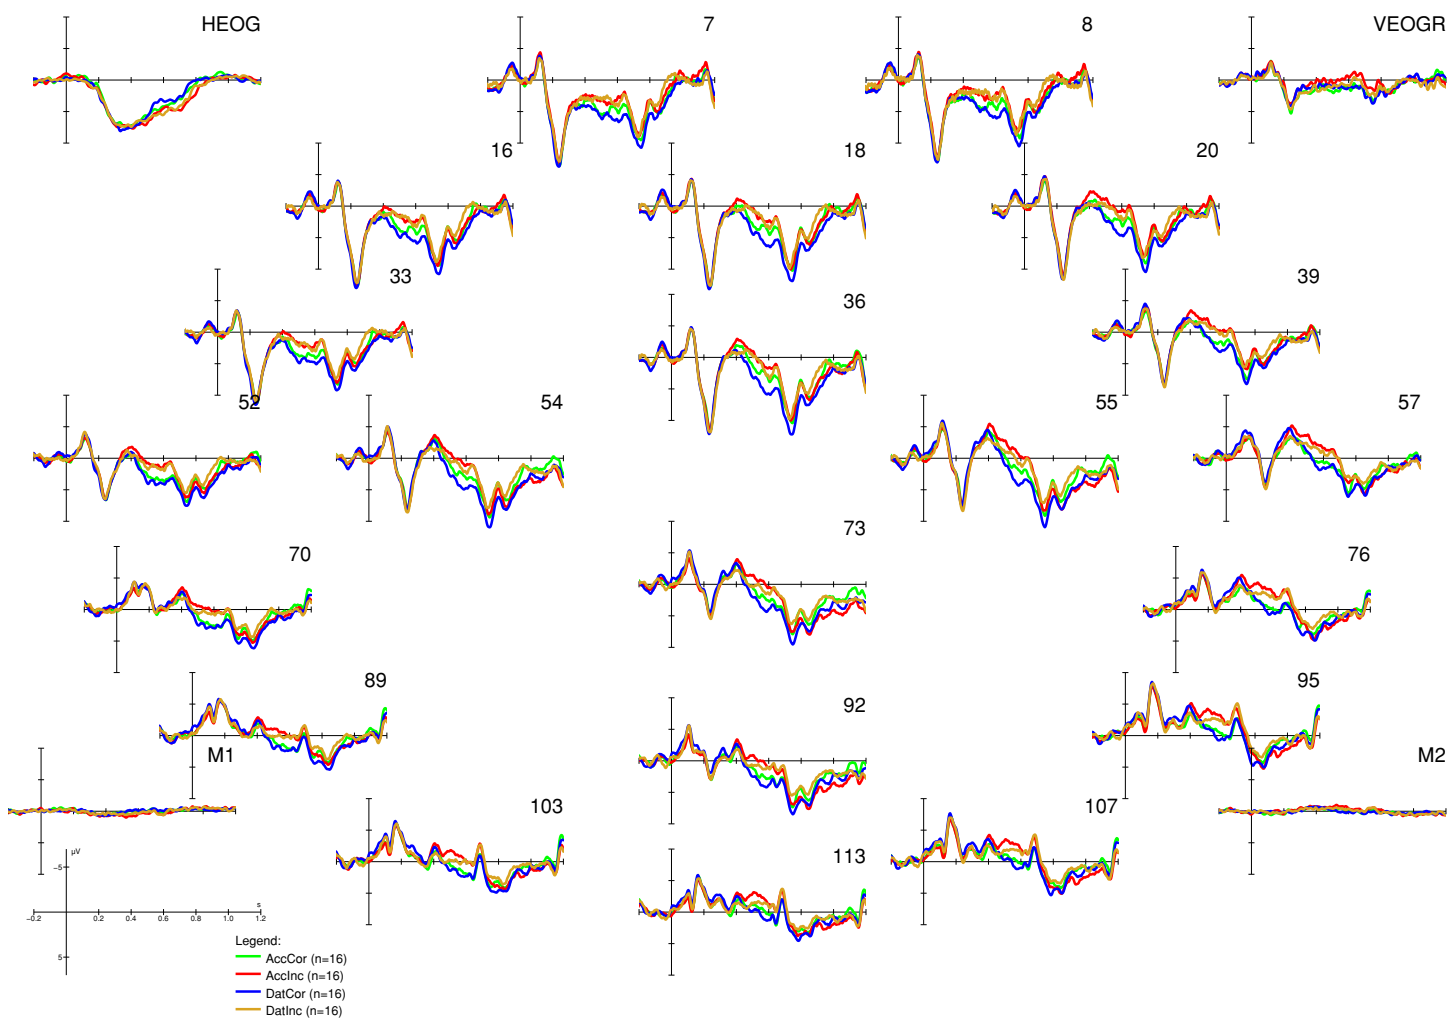 HEOG
7
8
VEOGR
16
18
20
33
36
39
52
54
55
57
70
73
76
89
92
95
M1
M2
103
107
113
μV
−5
s
−0.2 0.2 0.4 0.6 0.8 1.0 1.2
5
Legend:
AccCor (n=16)
AccInc (n=16)
DatCor (n=16)
DatInc (n=16)